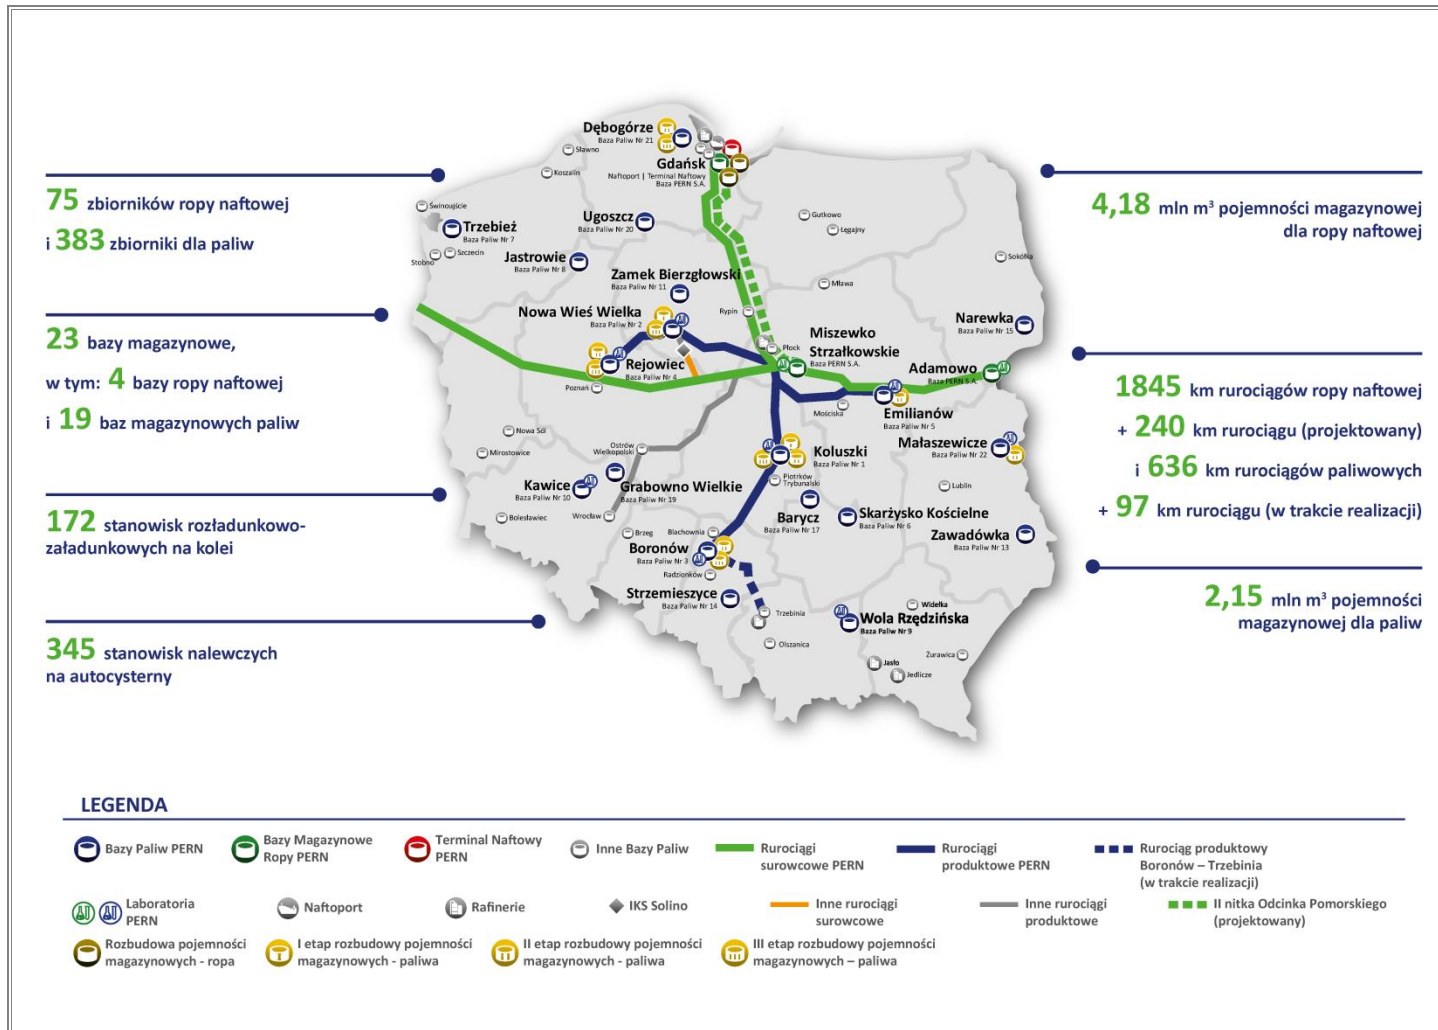 75 zbiorników ropy naftowej
i 383 zbiorniki dla paliw
23 bazy magazynowe,
w tym: 4 bazy ropy naftowej
i 19 baz magazynowych paliw
172 stanowisk rozładunkowo-
załadunkowych na kolei
345 stanowisk nalewczych
na autocysterny
Dębogórze
Baza Paliw Nr 21
Sławno
Koszalin
Gdańsk
Naftoport | Terminal Naftowy
Baza PERN S.A.
Świnoujście
Trzebież
Baza Paliw Nr 7
Ugoszcz
Baza Paliw Nr 20
Gutkowo
Łęgajny
Szczecin
Stobno
Jastrowie
Baza Paliw Nr 8
Sokółka
Zamek Bierzgłowski
Baza Paliw Nr 11
Mława
Nowa Wieś Wielka
Baza Paliw Nr 2
Rypin
Narewka
Baza Paliw Nr 15
Miszewko
Strzałkowskie
Baza PERN S.A.
Płock
Rejowiec
Baza Paliw Nr 4
Adamowo
Baza PERN S.A.
Poznań
Mościska
Emilianów
Baza Paliw Nr 5
Nowa Sól
Mirostowice
Ostrów
Wielkopolski
Koluszki
Baza Paliw Nr 1
Małaszewicze
Baza Paliw Nr 22
Piotrków
Trybunalski
Kawice
Baza Paliw Nr 10
Grabowno Wielkie
Baza Paliw Nr 19
Lublin
Bolesławiec
Wrocław
Barycz
Baza Paliw Nr 17
Skarżysko Kościelne
Baza Paliw Nr 6
Brzeg
Blachownia
Zawadówka
Baza Paliw Nr 13
Boronów
Baza Paliw Nr 3
Radzionków
Strzemieszyce
Baza Paliw Nr 14
Trzebinia
Widełka
Wola Rzędzińska
Baza Paliw Nr 9
Olszanica
Żurawica
Jasło
Jedlicze
4,18 mln m³ pojemności magazynowej
dla ropy naftowej
1845 km rurociągów ropy naftowej
+ 240 km rurociągu (projektowany)
i 636 km rurociągów paliwowych
+ 97 km rurociągu (w trakcie realizacji)
2,15 mln m³ pojemności
magazynowej dla paliw
LEGENDA
Bazy Paliw PERN
Bazy Magazynowe
Ropy PERN
Terminal Naftowy
PERN
Inne Bazy Paliw
Rurociągi
surowcowe PERN
Rurociągi
produktowe PERN
Rurociąg produktowy
Boronów – Trzebinia
(w trakcie realizacji)
Laboratoria
PERN
Naftoport
Rafinerie
IKS Solino
Inne rurociągi
surowcowe
Inne rurociągi
produktowe
II nitka Odcinka Pomorskiego
(projektowany)
Rozbudowa pojemności
magazynowych - ropa
I etap rozbudowy pojemności
magazynowych - paliwa
II etap rozbudowy pojemności
magazynowych - paliwa
III etap rozbudowy pojemności
magazynowych – paliwa